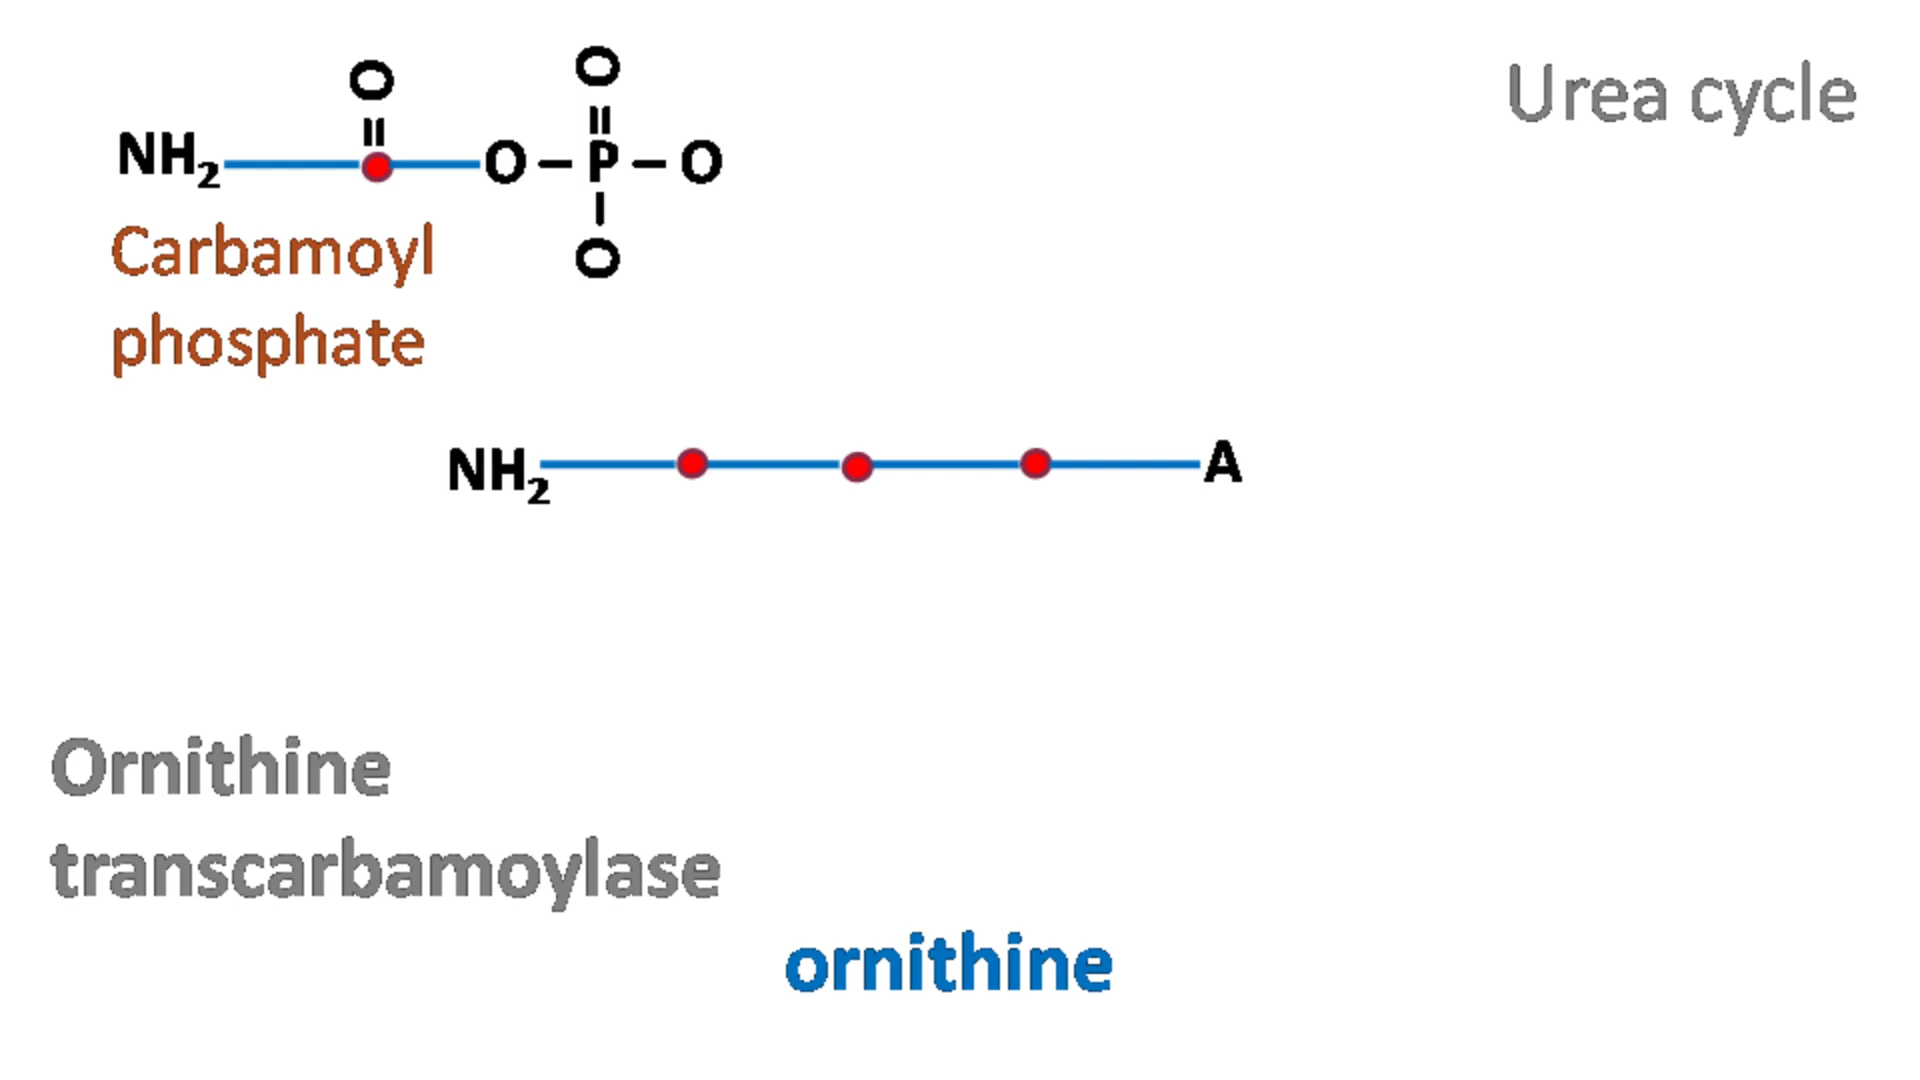 Urea cycle
O O
NH₂ O – P – O
O
Carbamoyl
phosphate
NH₂ A
Ornithine
transcarbamoylase
ornithine